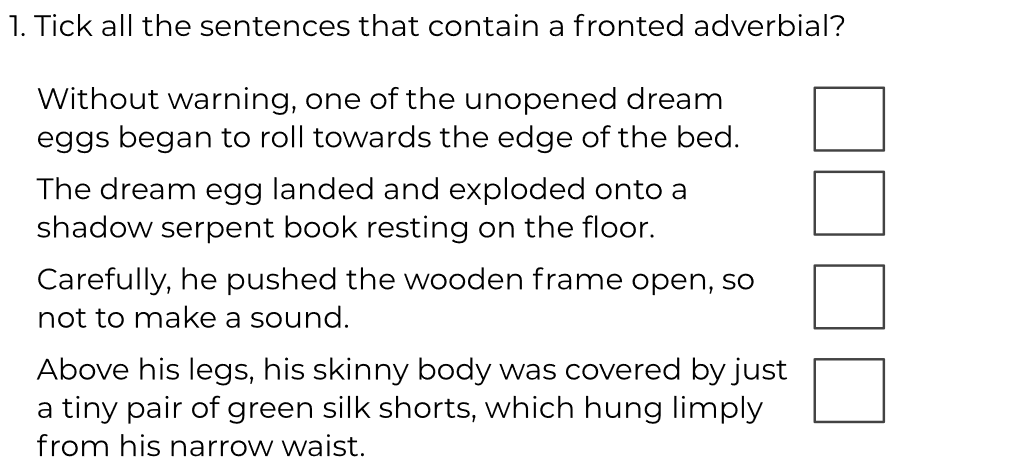 1. Tick all the sentences that contain a fronted adverbial?
Without warning, one of the unopened dream
eggs began to roll towards the edge of the bed.
The dream egg landed and exploded onto a
shadow serpent book resting on the floor.
Carefully, he pushed the wooden frame open, so
not to make a sound.
Above his legs, his skinny body was covered by just
a tiny pair of green silk shorts, which hung limply
from his narrow waist.